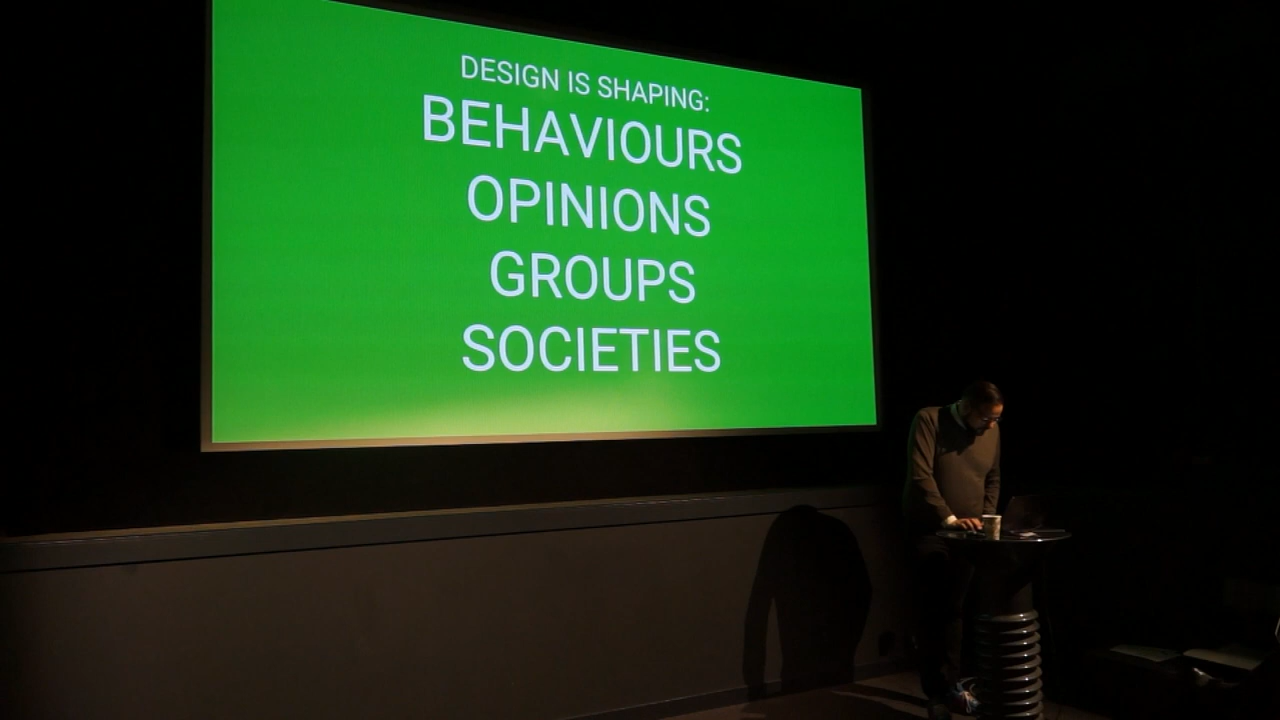 DESIGN IS SHAPING:
BEHAVIOURS
OPINIONS
GROUPS
SOCIETIES